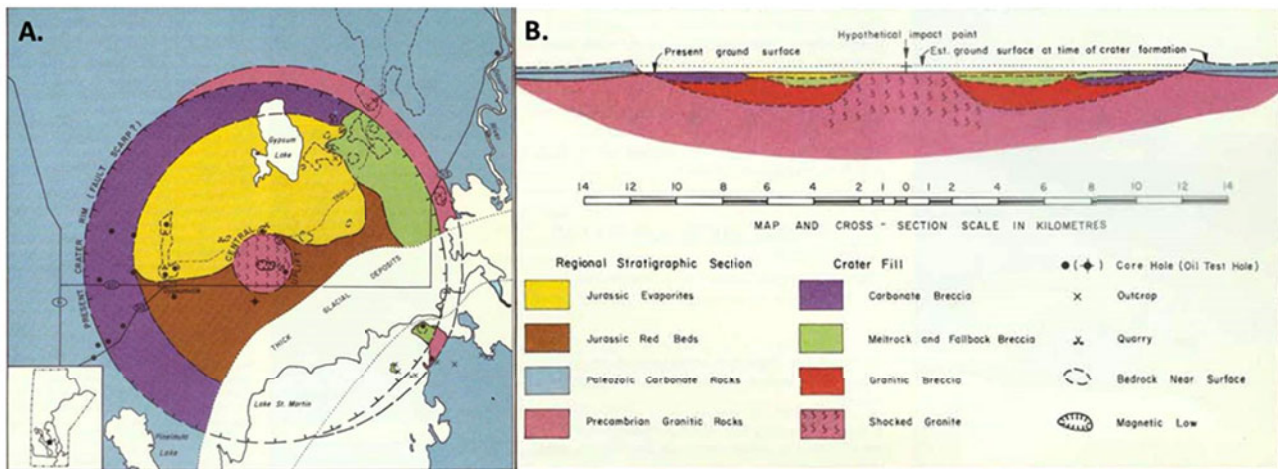 A.
Gypsum
Lake
River
PRESENT CRATER RIM (FAULT SCARP?)
CENTRAL
UPLIFT
THICK GLACIAL DEPOSITS
Lake St. Martin
Pineimuta
Lake
B.
Hypothetical impact point
Present ground surface
Est. ground surface at time of crater formation
14 12 10 8 6 4 2 1 0 1 2 4 6 8 10 12 14
MAP AND CROSS - SECTION SCALE IN KILOMETRES
Regional Stratigraphic Section
Jurassic Evaporites
Jurassic Red Beds
Paleozoic Carbonate Rocks
Precambrian Granitic Rocks
Crater Fill
Carbonate Breccia
Meltrock and Fallback Breccia
Granitic Breccia
Shocked Granite
Core Hole (Oil Test Hole)
Outcrop
Quarry
Bedrock Near Surface
Magnetic Low